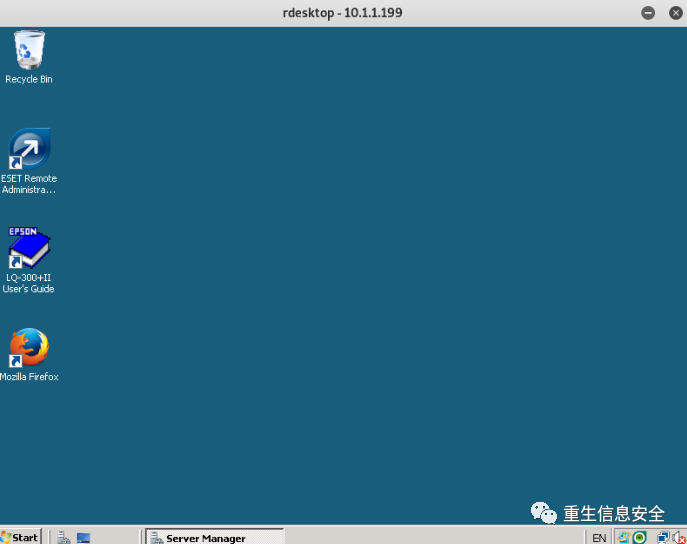 rdesktop - 10.1.1.199
Recycle Bin
ESET Remote
Administra...
EPSON
LQ-300+II
User's Guide
Mozilla Firefox
重生信息安全
Start
Server Manager
EN